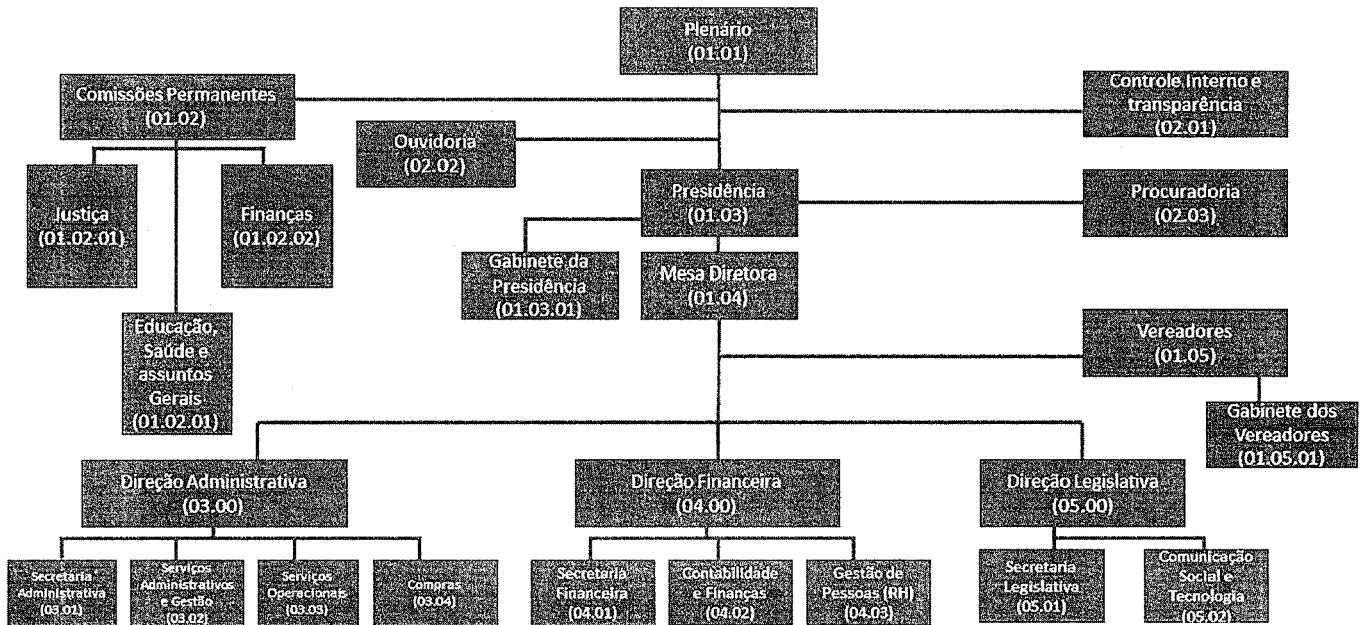 Plenário
(01.01)
Comissões Permanentes
(01.02)
Controle Interno e
transparência
(02.01)
Ouvidoria
(02.02)
Justiça
(01.02.01)
Finanças
(01.02.02)
Presidência
(01.03)
Procuradoria
(02.03)
Gabinete da
Presidência
(01.03.01)
Mesa Diretora
(01.04)
Educação,
Saúde e
assuntos
Gerais
(01.02.01)
Vereadores
(01.05)
Gabinete dos
Vereadores
(01.05.01)
Direção Administrativa
(03.00)
Direção Financeira
(04.00)
Direção Legislativa
(05.00)
Secretaria
Administrativa
(03.01)
Serviços
Administrativos
e Gestão
(03.02)
Serviços
Operacionais
(03.03)
Compras
(03.04)
Secretaria
Financeira
(04.01)
Contabilidade
e Finanças
(04.02)
Gestão de
Pessoas (RH)
(04.03)
Secretaria
Legislativa
(05.01)
Comunicação
Social e
Tecnologia
(05.02)